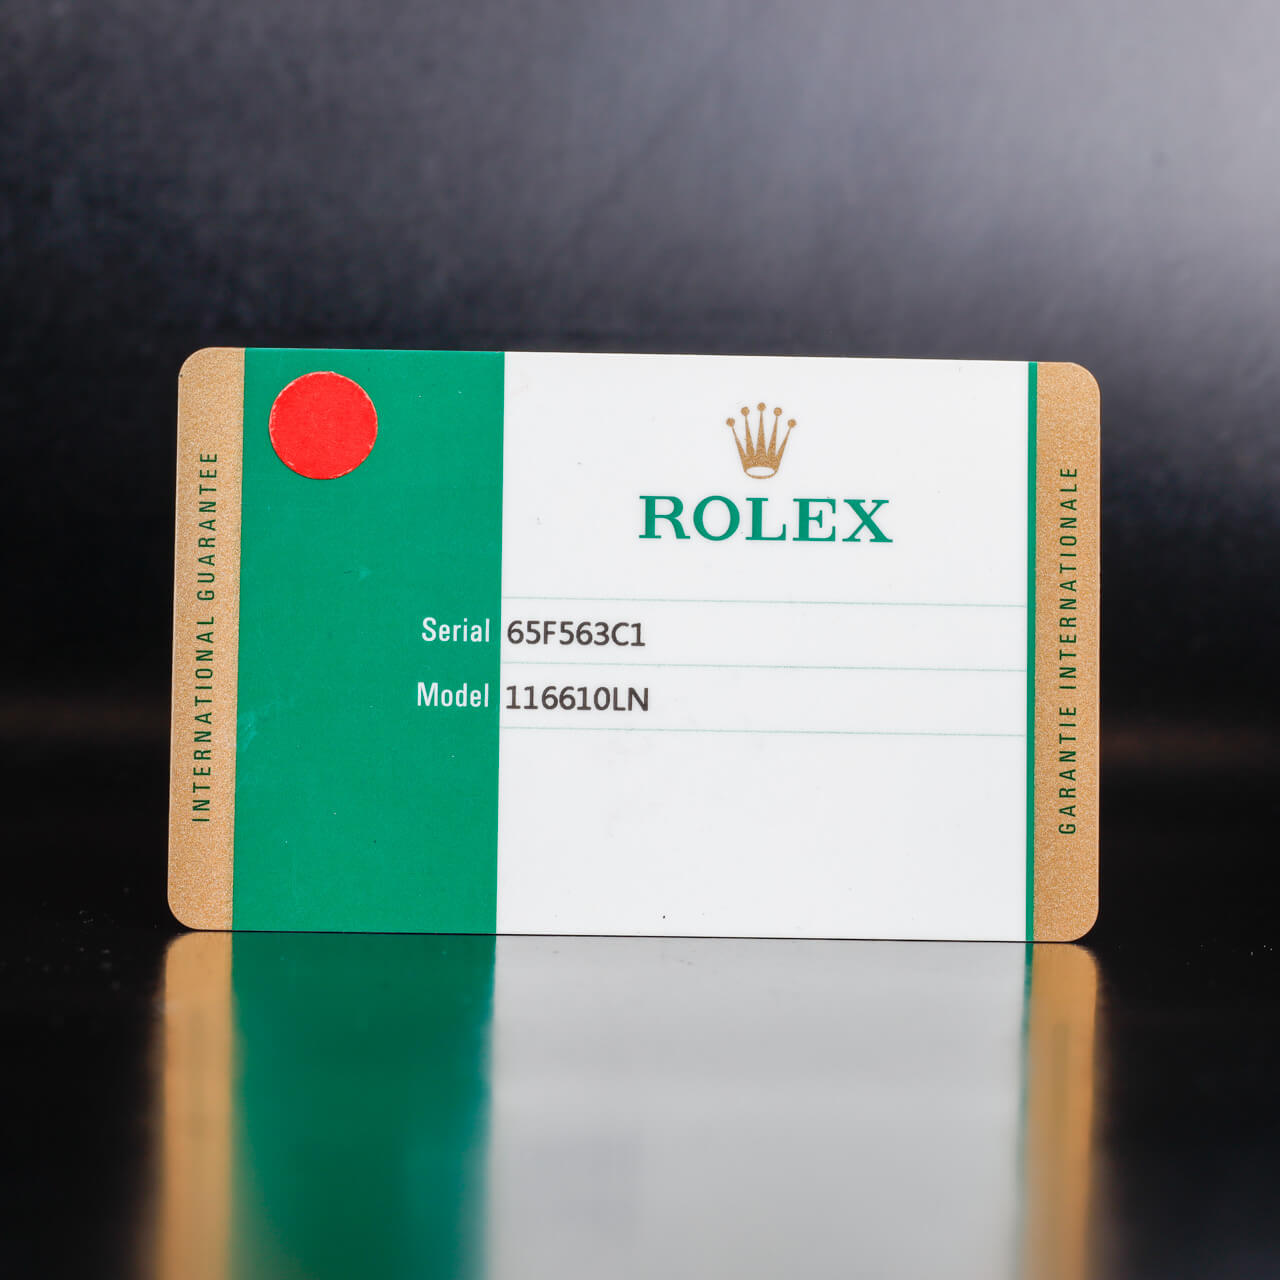 INTERNATIONAL GUARANTEE
ROLEX
Serial 65F563C1
Model 116610LN
GARANTIE INTERNATIONALE